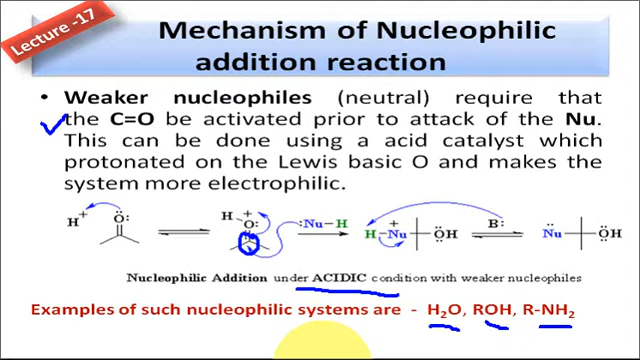 Lecture -17
Mechanism of Nucleophilic
addition reaction
• Weaker nucleophiles (neutral) require that
the C=O be activated prior to attack of the Nu.
This can be done using a acid catalyst which
protonated on the Lewis basic O and makes the
system more electrophilic.
H+ :Ö: H O+ :Nu—H H—Nu+ ÖH B: Nu ÖH
Nucleophilic Addition under ACIDIC condition with weaker nucleophiles
Examples of such nucleophilic systems are - H₂O, ROH, R-NH₂